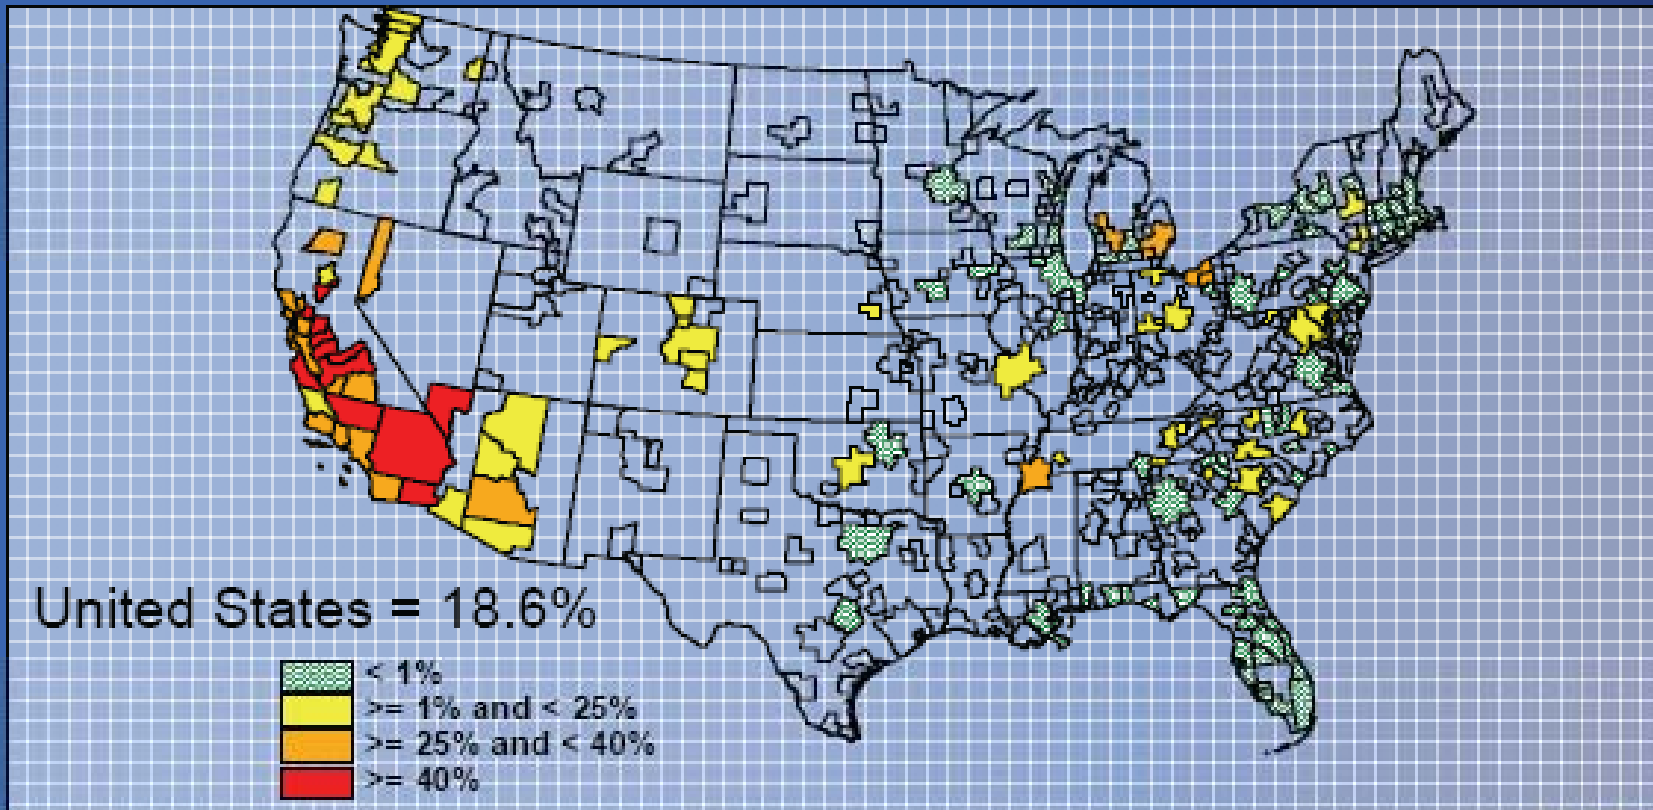 United States = 18.6%
< 1%
>= 1% and < 25%
>= 25% and < 40%
>= 40%